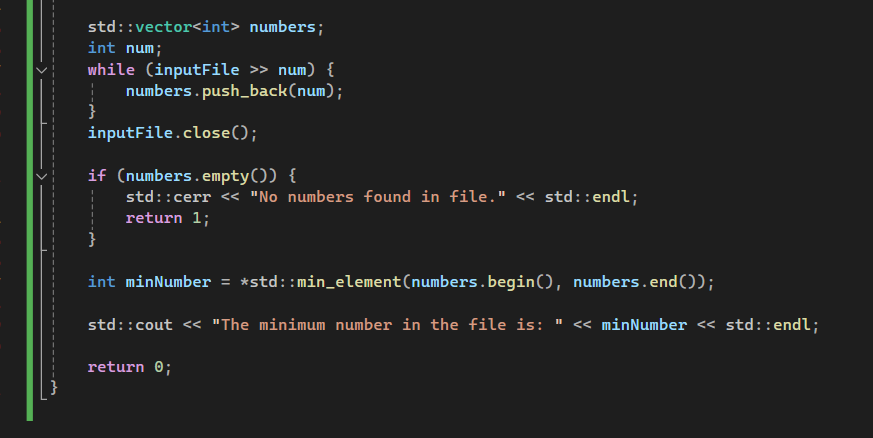 std::vector<int> numbers;
int num;
while (inputFile >> num) {
numbers.push_back(num);
}
inputFile.close();
if (numbers.empty()) {
std::cerr << "No numbers found in file." << std::endl;
return 1;
}
int minNumber = *std::min_element(numbers.begin(), numbers.end());
std::cout << "The minimum number in the file is: " << minNumber << std::endl;
return 0;
}